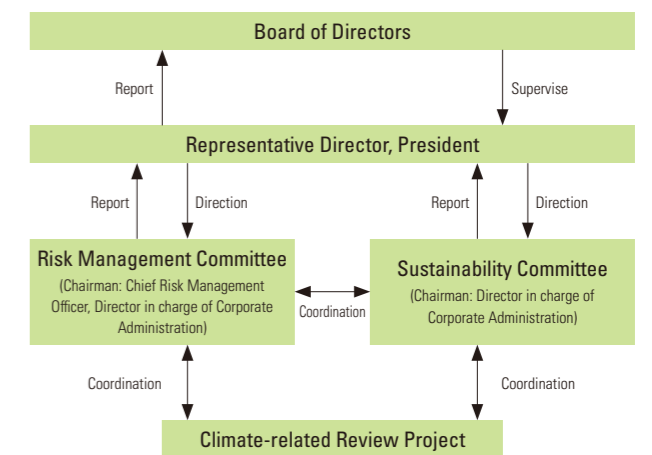 Board of Directors
Report
Supervise
Representative Director, President
Report
Direction
Report
Direction
Risk Management Committee
(Chairman: Chief Risk Management
Officer, Director in charge of Corporate
Administration)
Coordination
Sustainability Committee
(Chairman: Director in charge of
Corporate Administration)
Coordination
Coordination
Climate-related Review Project